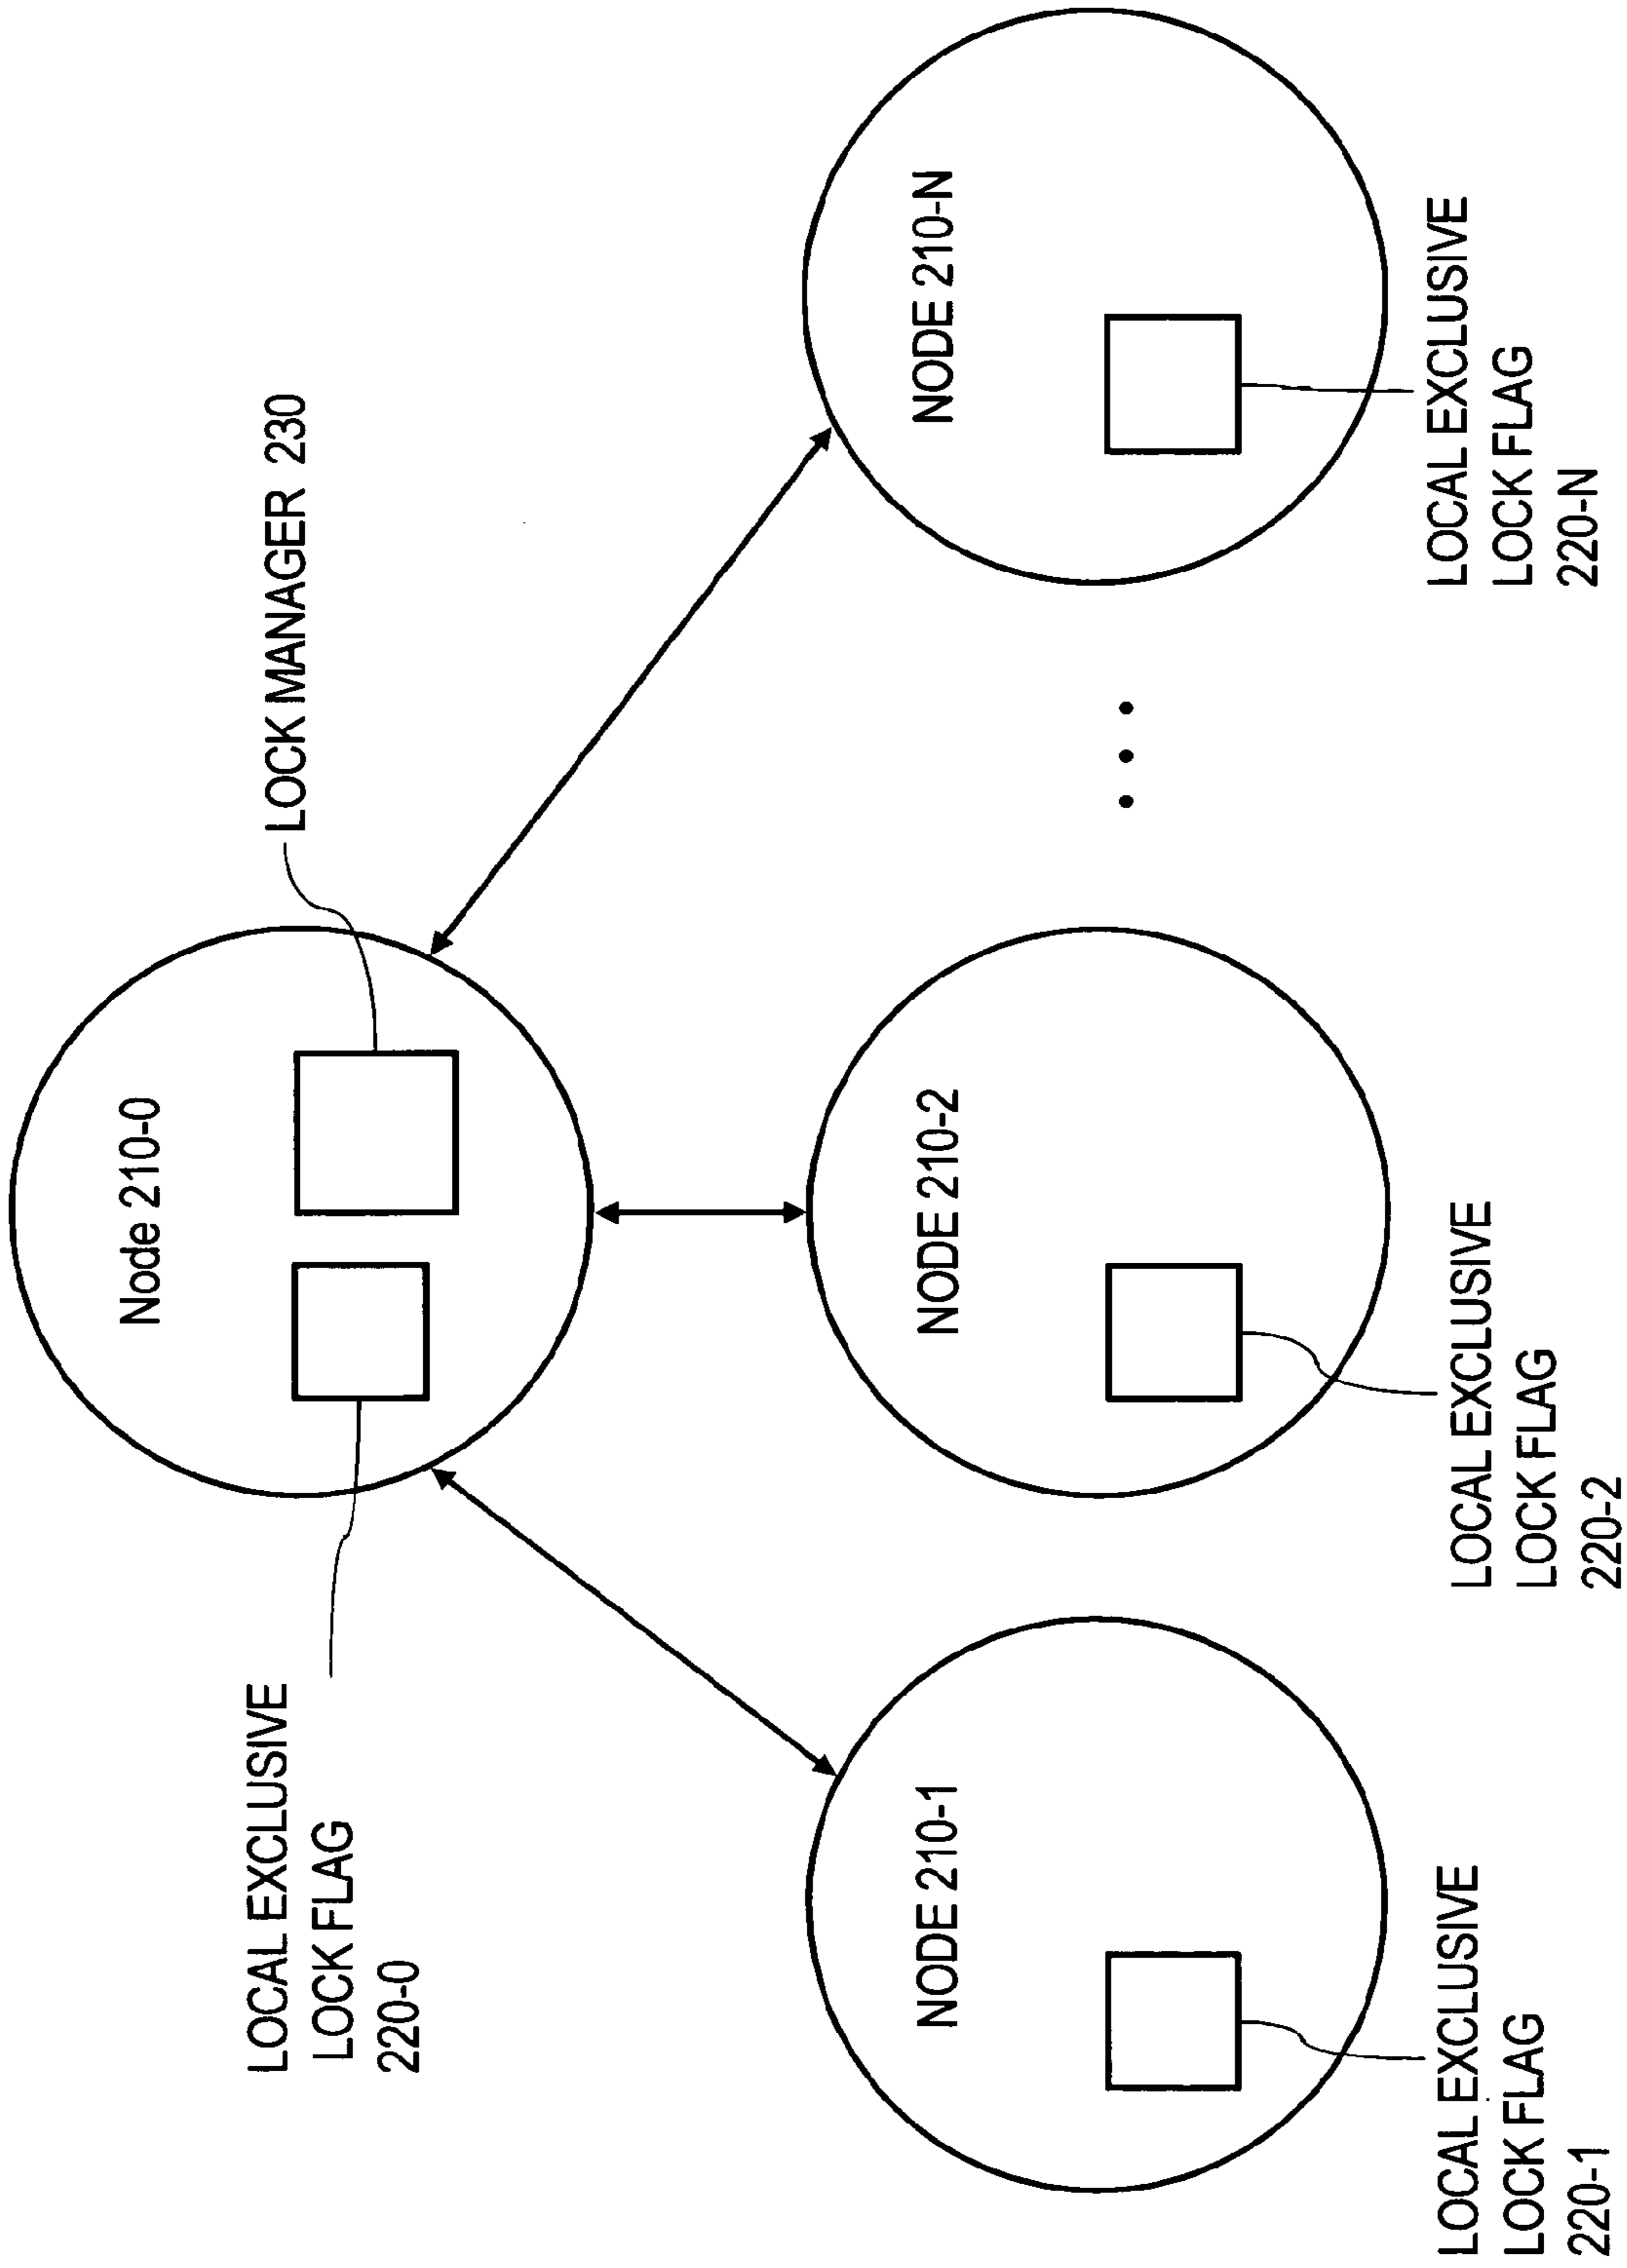 LOCAL EXCLUSIVE
LOCK FLAG
220-0
Node 210-0
LOCK MANAGER 230
NODE 210-1
LOCAL EXCLUSIVE
LOCK FLAG
220-1
NODE 210-2
LOCAL EXCLUSIVE
LOCK FLAG
220-2
. . .
NODE 210-N
LOCAL EXCLUSIVE
LOCK FLAG
220-N